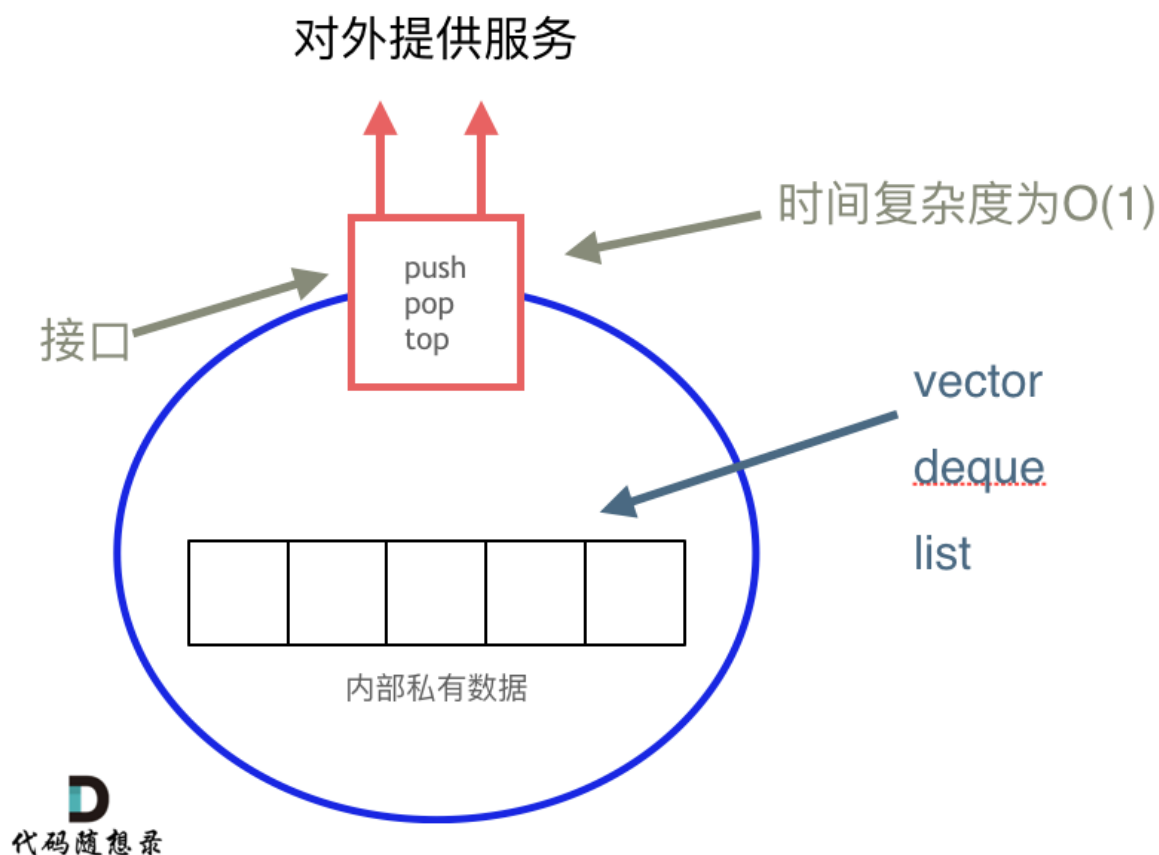 对外提供服务
时间复杂度为O(1)
push
pop
top
接口
vector
deque
list
内部私有数据
代码随想录